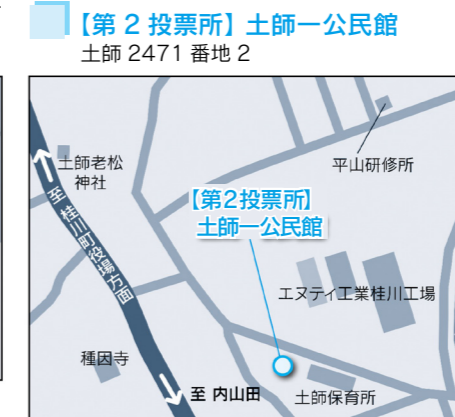 【第 2 投票所】土師一公民館
土師 2471 番地 2
土師老松
神社
平山研修所
至 桂川町役場方面
【第2投票所】
土師一公民館
エヌティ工業桂川工場
種因寺
至 内山田
土師保育所